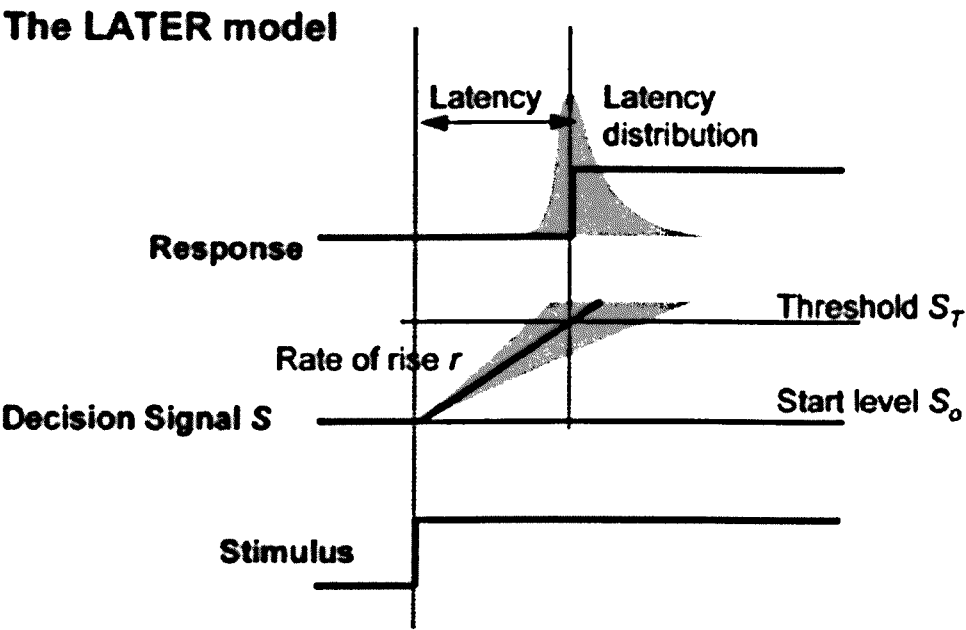 The LATER model
Latency
Latency
distribution
Response
Threshold S_T
Rate of rise r
Start level S_o
Decision Signal S
Stimulus